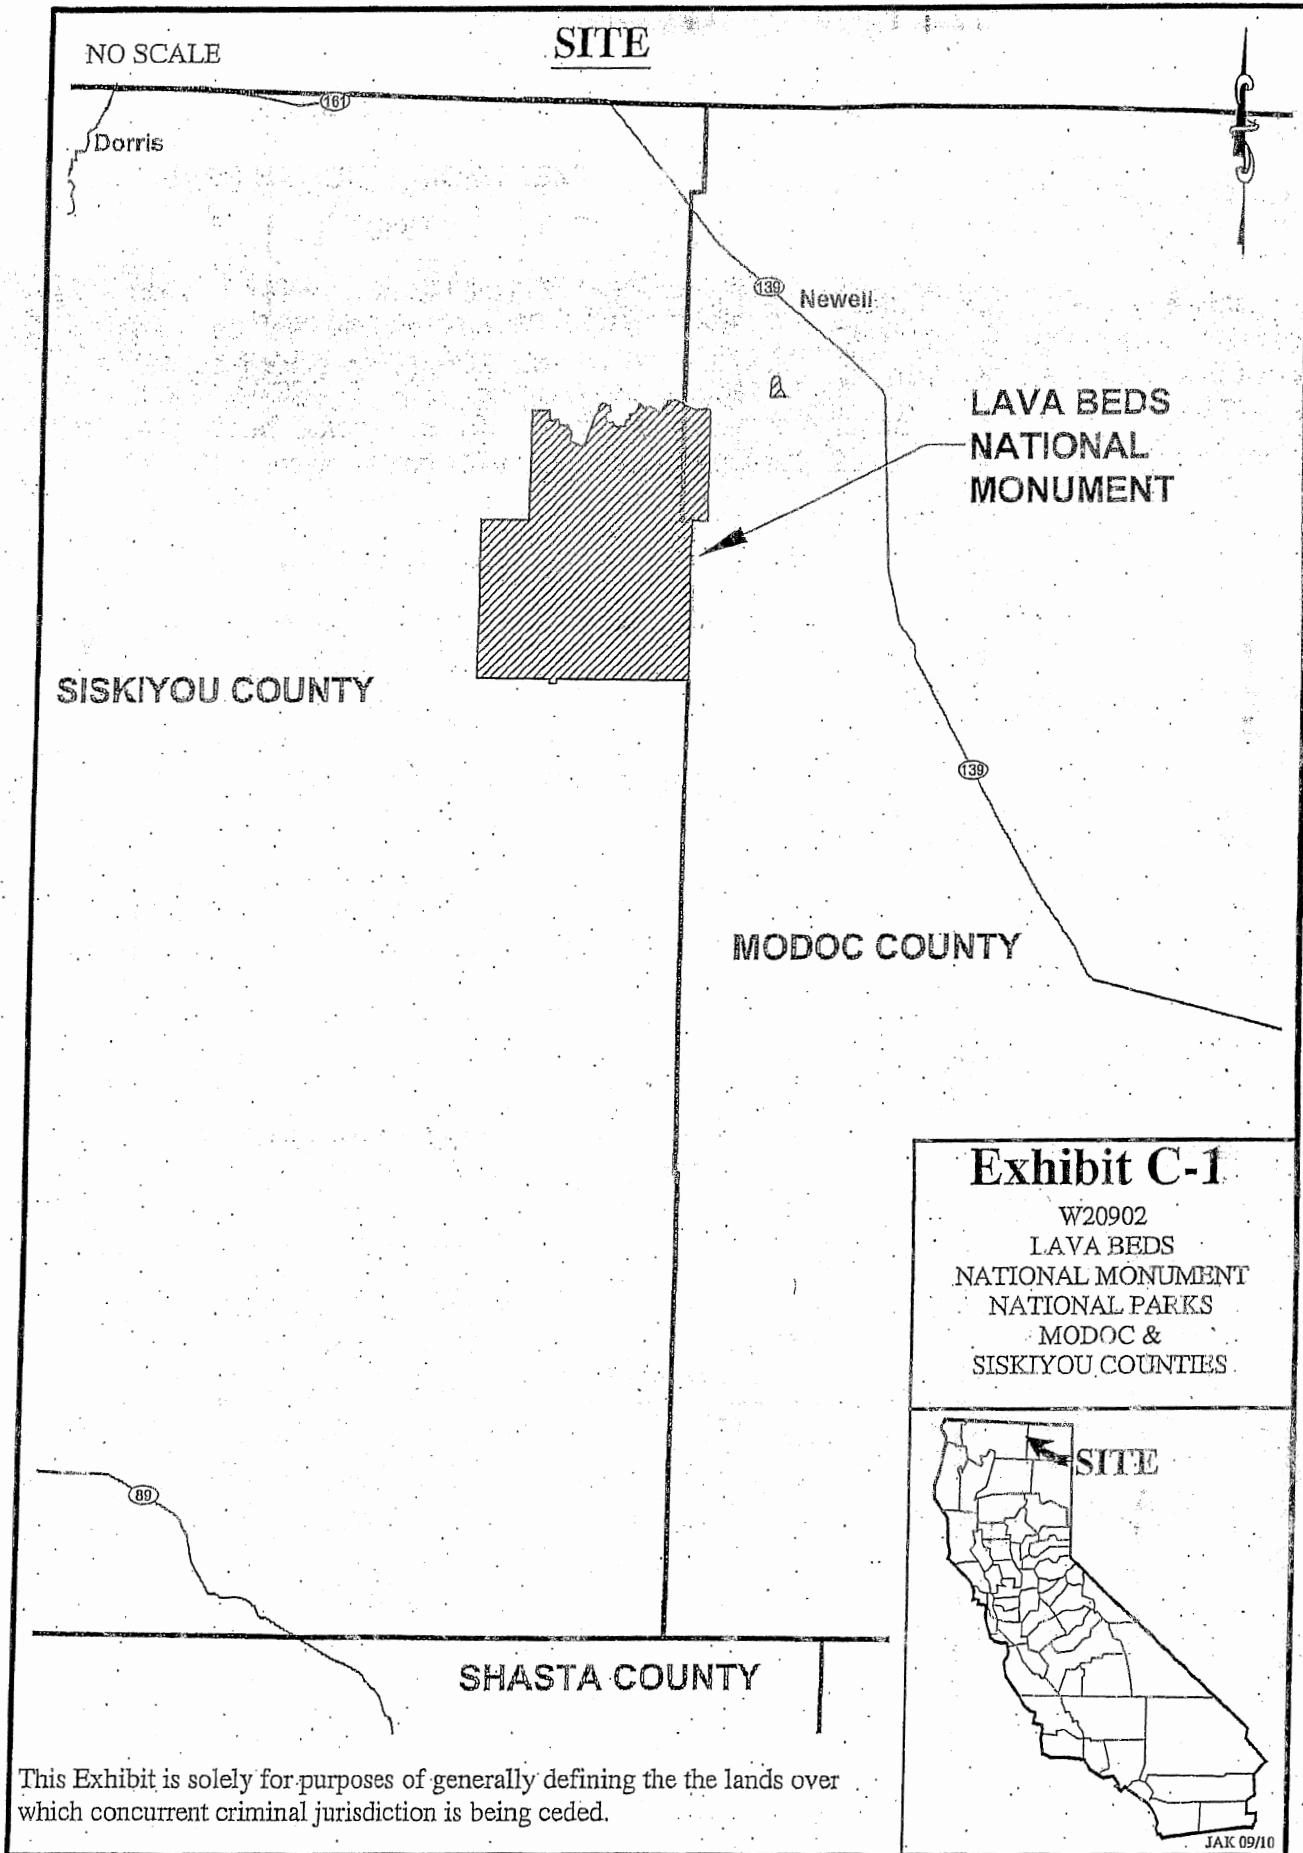 NO SCALE
SITE
161
Dorris
139
Newell
LAVA BEDS
NATIONAL
MONUMENT
SISKIYOU COUNTY
139
MODOC COUNTY
Exhibit C-1
W20902
LAVA BEDS
NATIONAL MONUMENT
NATIONAL PARKS
MODOC &
SISKIYOU COUNTIES
SITE
89
SHASTA COUNTY
This Exhibit is solely for purposes of generally defining the the lands over
which concurrent criminal jurisdiction is being ceded.
JAK 09/10